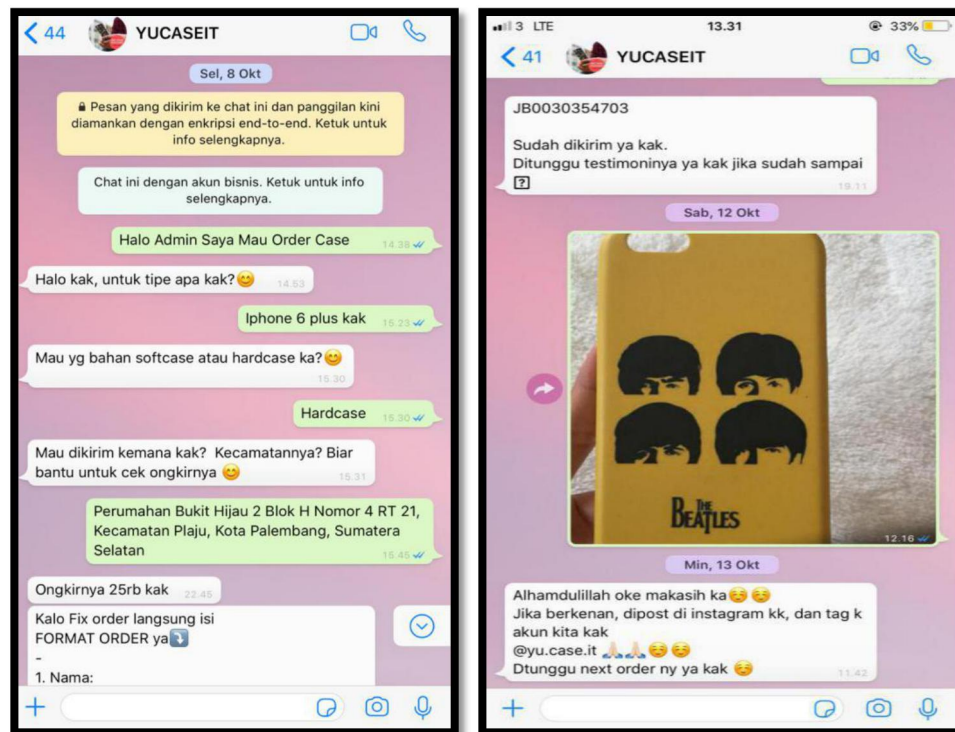 44 YUCASEIT
Sel, 8 Okt
Pesan yang dikirim ke chat ini dan panggilan kini
diamankan dengan enkripsi end-to-end. Ketuk untuk
info selengkapnya.
Chat ini dengan akun bisnis. Ketuk untuk info
selengkapnya.
Halo Admin Saya Mau Order Case 14.38
Halo kak, untuk tipe apa kak?😊 14.53
Iphone 6 plus kak 15.23
Mau yg bahan softcase atau hardcase ka?😊
15.30
Hardcase 15.30
Mau dikirim kemana kak? Kecamatannya? Biar
bantu untuk cek ongkirnya 😊 15.31
Perumahan Bukit Hijau 2 Blok H Nomor 4 RT 21,
Kecamatan Plaju, Kota Palembang, Sumatera
Selatan 15.45
Ongkirnya 25rb kak 22.45
Kalo Fix order langsung isi
FORMAT ORDER ya⤵️
-
1. Nama:
3 LTE 13.31 33%
41 YUCASEIT
JB0030354703
Sudah dikirim ya kak.
Ditunggu testimoninya ya kak jika sudah sampai
19.11
Sab, 12 Okt
THE
BEATLES
12.16
Min, 13 Okt
Alhamdulillah oke makasih ka☺️☺️
Jika berkenan, dipost di instagram kk, dan tag k
akun kita kak
@yu.case.it 🙏🏻🙏🏻☺️☺️
Dtunggu next order ny ya kak ☺️ 11.42